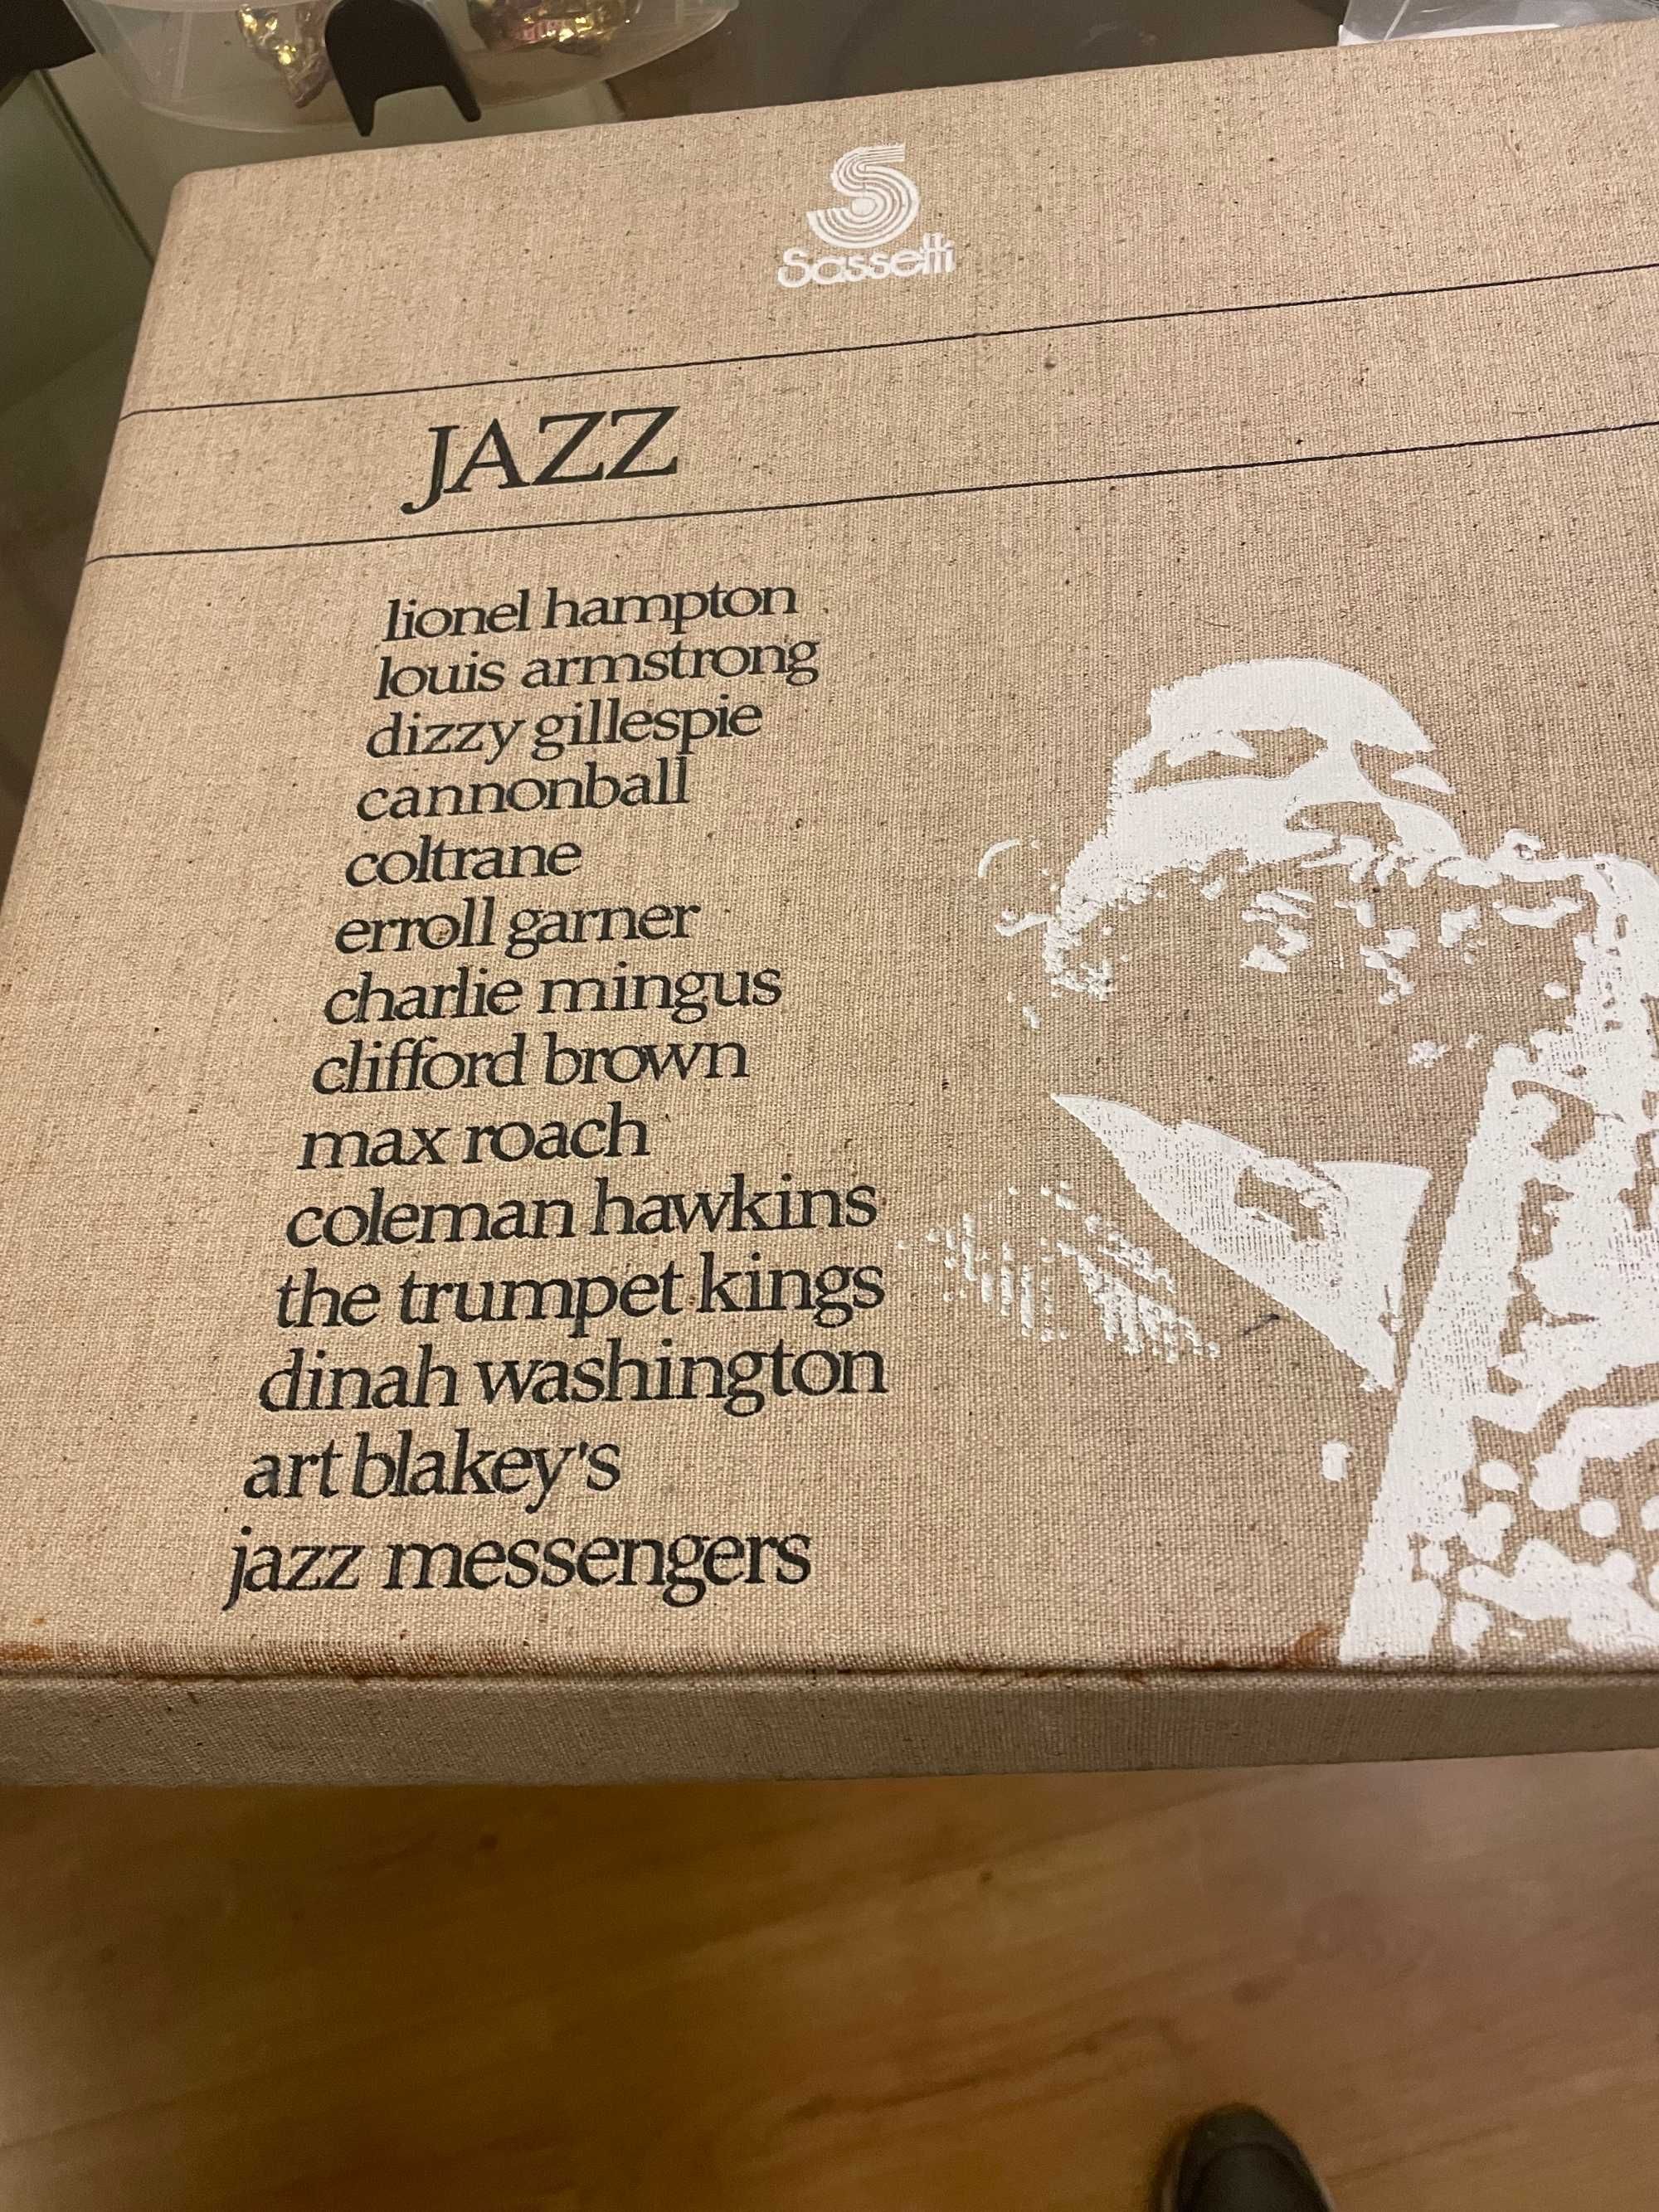 S
Sassetti
JAZZ
lionel hampton
louis armstrong
dizzy gillespie
cannonball
coltrane
erroll garner
charlie mingus
clifford brown
max roach
coleman hawkins
the trumpet kings
dinah washington
art blakey's
jazz messengers